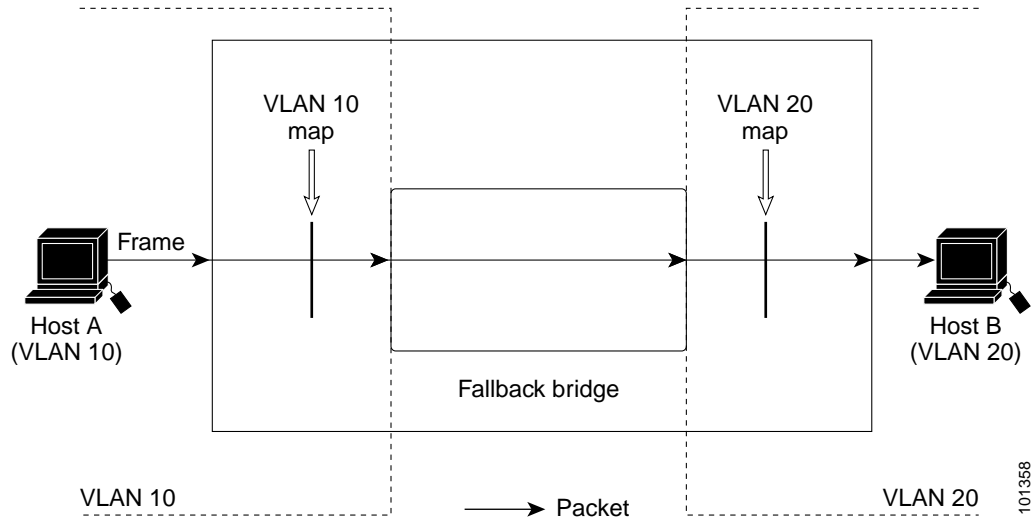 VLAN 10
map
VLAN 20
map
Frame
Host A
(VLAN 10)
Host B
(VLAN 20)
Fallback bridge
VLAN 10
Packet
VLAN 20
101358